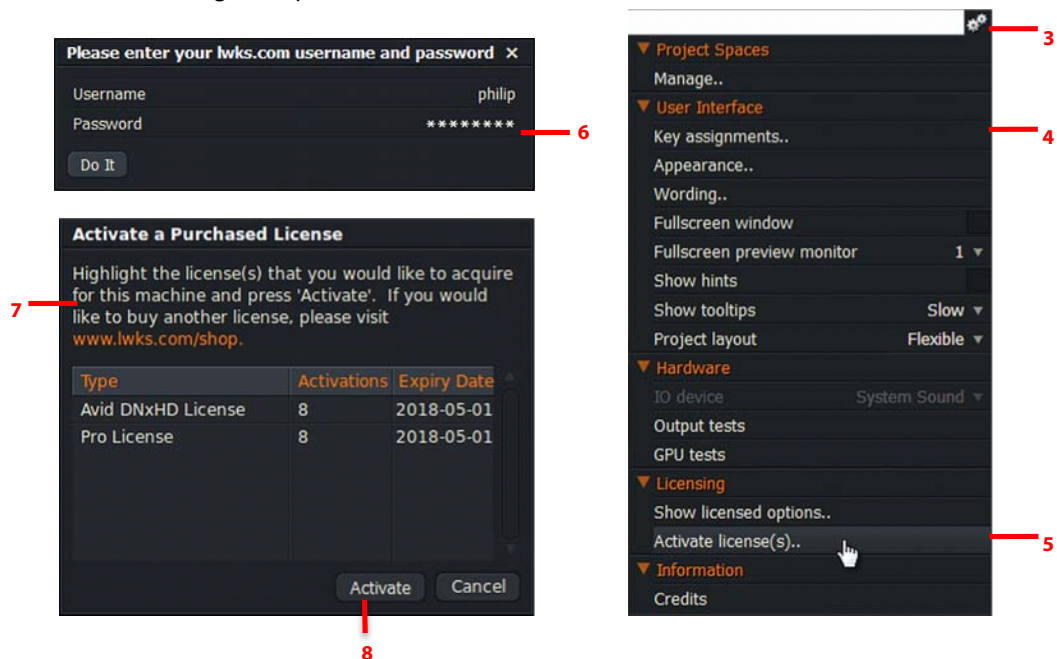 Please enter your lwks.com username and password ×
Username philip
Password ********
6
Do It
Activate a Purchased License
Highlight the license(s) that you would like to acquire
for this machine and press 'Activate'. If you would
like to buy another license, please visit
www.lwks.com/shop.
7
Type Activations Expiry Date
Avid DNxHD License 8 2018-05-01
Pro License 8 2018-05-01
Activate Cancel
8
3
Project Spaces
Manage..
User Interface
4
Key assignments..
Appearance..
Wording..
Fullscreen window
Fullscreen preview monitor 1
Show hints
Show tooltips Slow
Project layout Flexible
Hardware
IO device System Sound
Output tests
GPU tests
Licensing
Show licensed options..
Activate license(s)..
5
Information
Credits